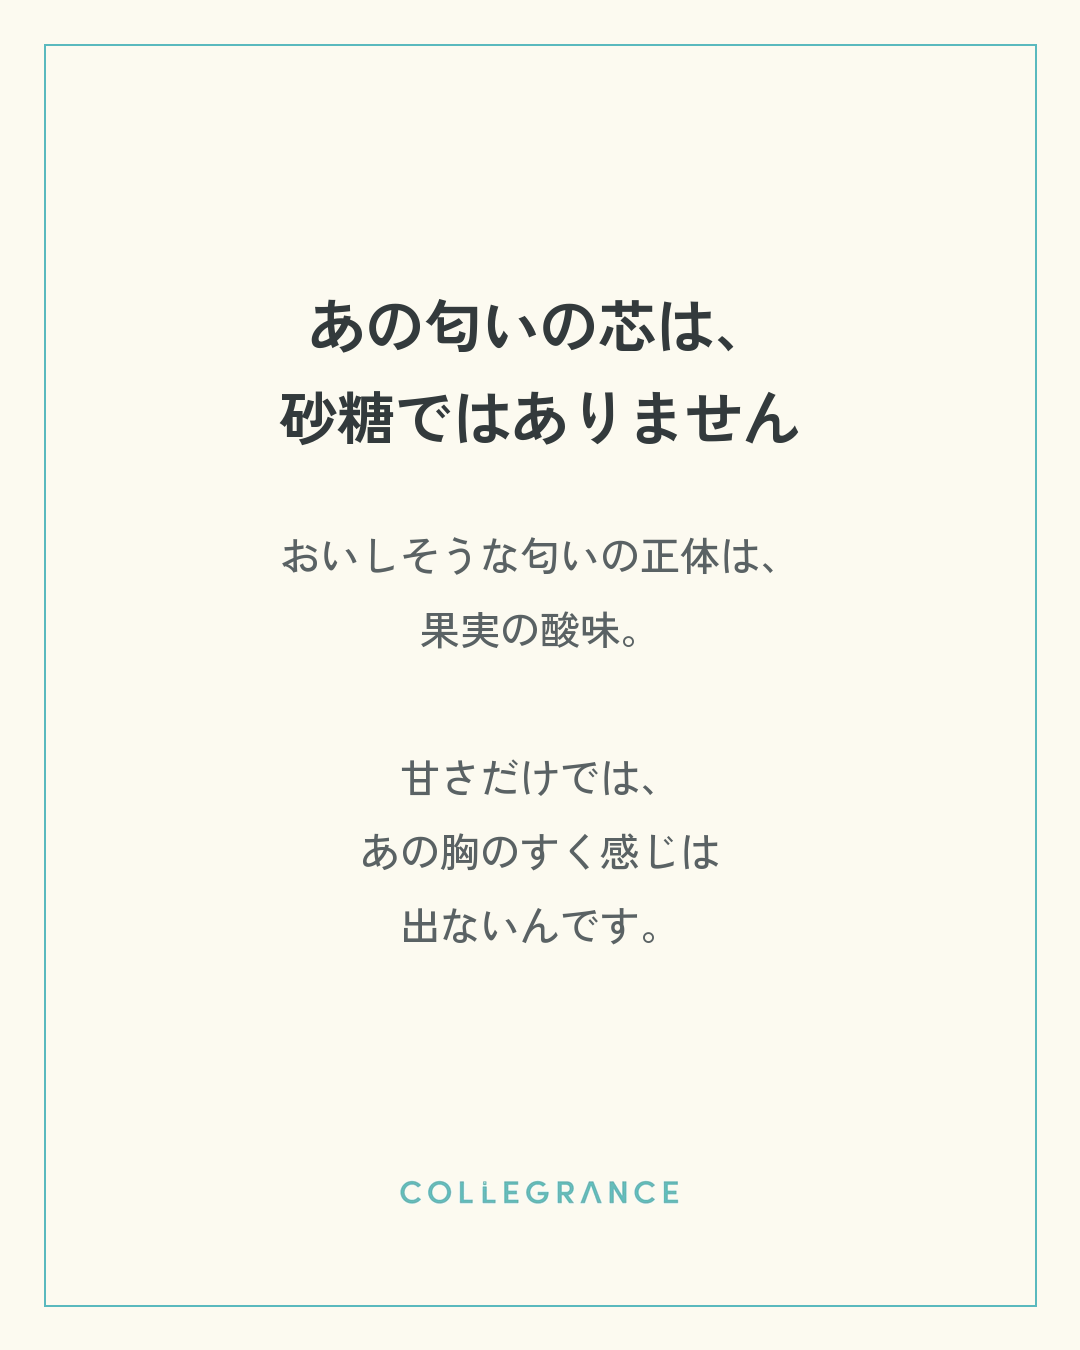 あの匂いの芯は、
砂糖ではありません
おいしそうな匂いの正体は、
果実の酸味。
甘さだけでは、
あの胸のすく感じは
出ないんです。
COLLEGRANCE